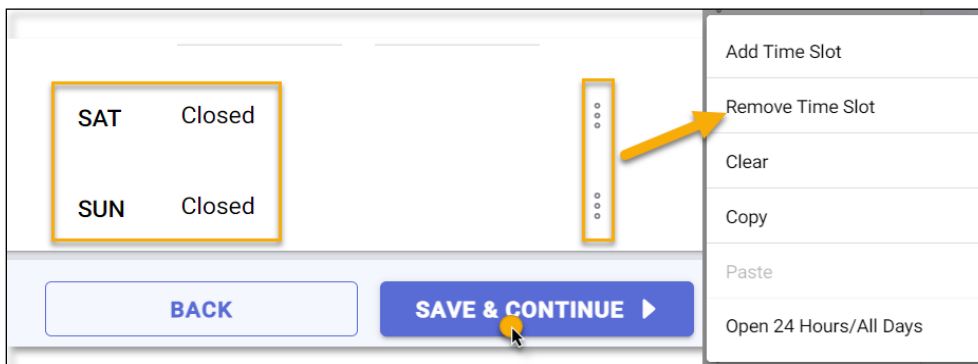 SAT Closed
SUN Closed
BACK
SAVE & CONTINUE
Add Time Slot
Remove Time Slot
Clear
Copy
Paste
Open 24 Hours/All Days